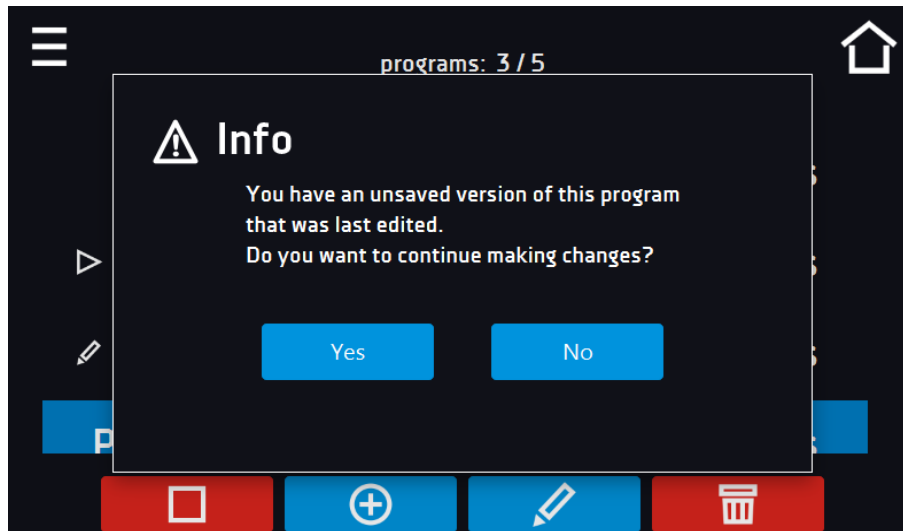 programs: 3 / 5
Info
You have an unsaved version of this program
that was last edited.
Do you want to continue making changes?
Yes
No